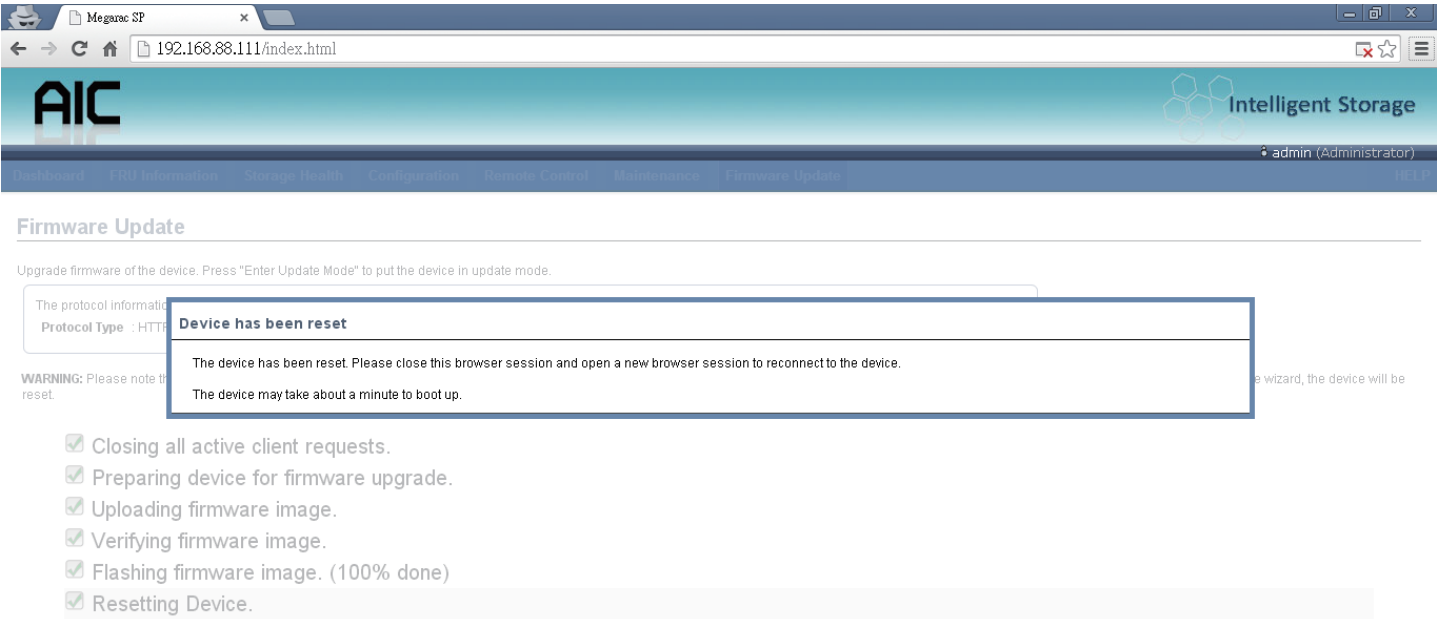 Megarac SP
192.168.88.111/index.html
AIC
Intelligent Storage
admin (Administrator)
Dashboard FRU Information Storage Health Configuration Remote Control Maintenance Firmware Update HELP
Firmware Update
Upgrade firmware of the device. Press "Enter Update Mode" to put the device in update mode.
The protocol informatio
Protocol Type : HTTP
Device has been reset
The device has been reset. Please close this browser session and open a new browser session to reconnect to the device.
The device may take about a minute to boot up.
WARNING: Please note th
e wizard, the device will be
reset.
Closing all active client requests.
Preparing device for firmware upgrade.
Uploading firmware image.
Verifying firmware image.
Flashing firmware image. (100% done)
Resetting Device.